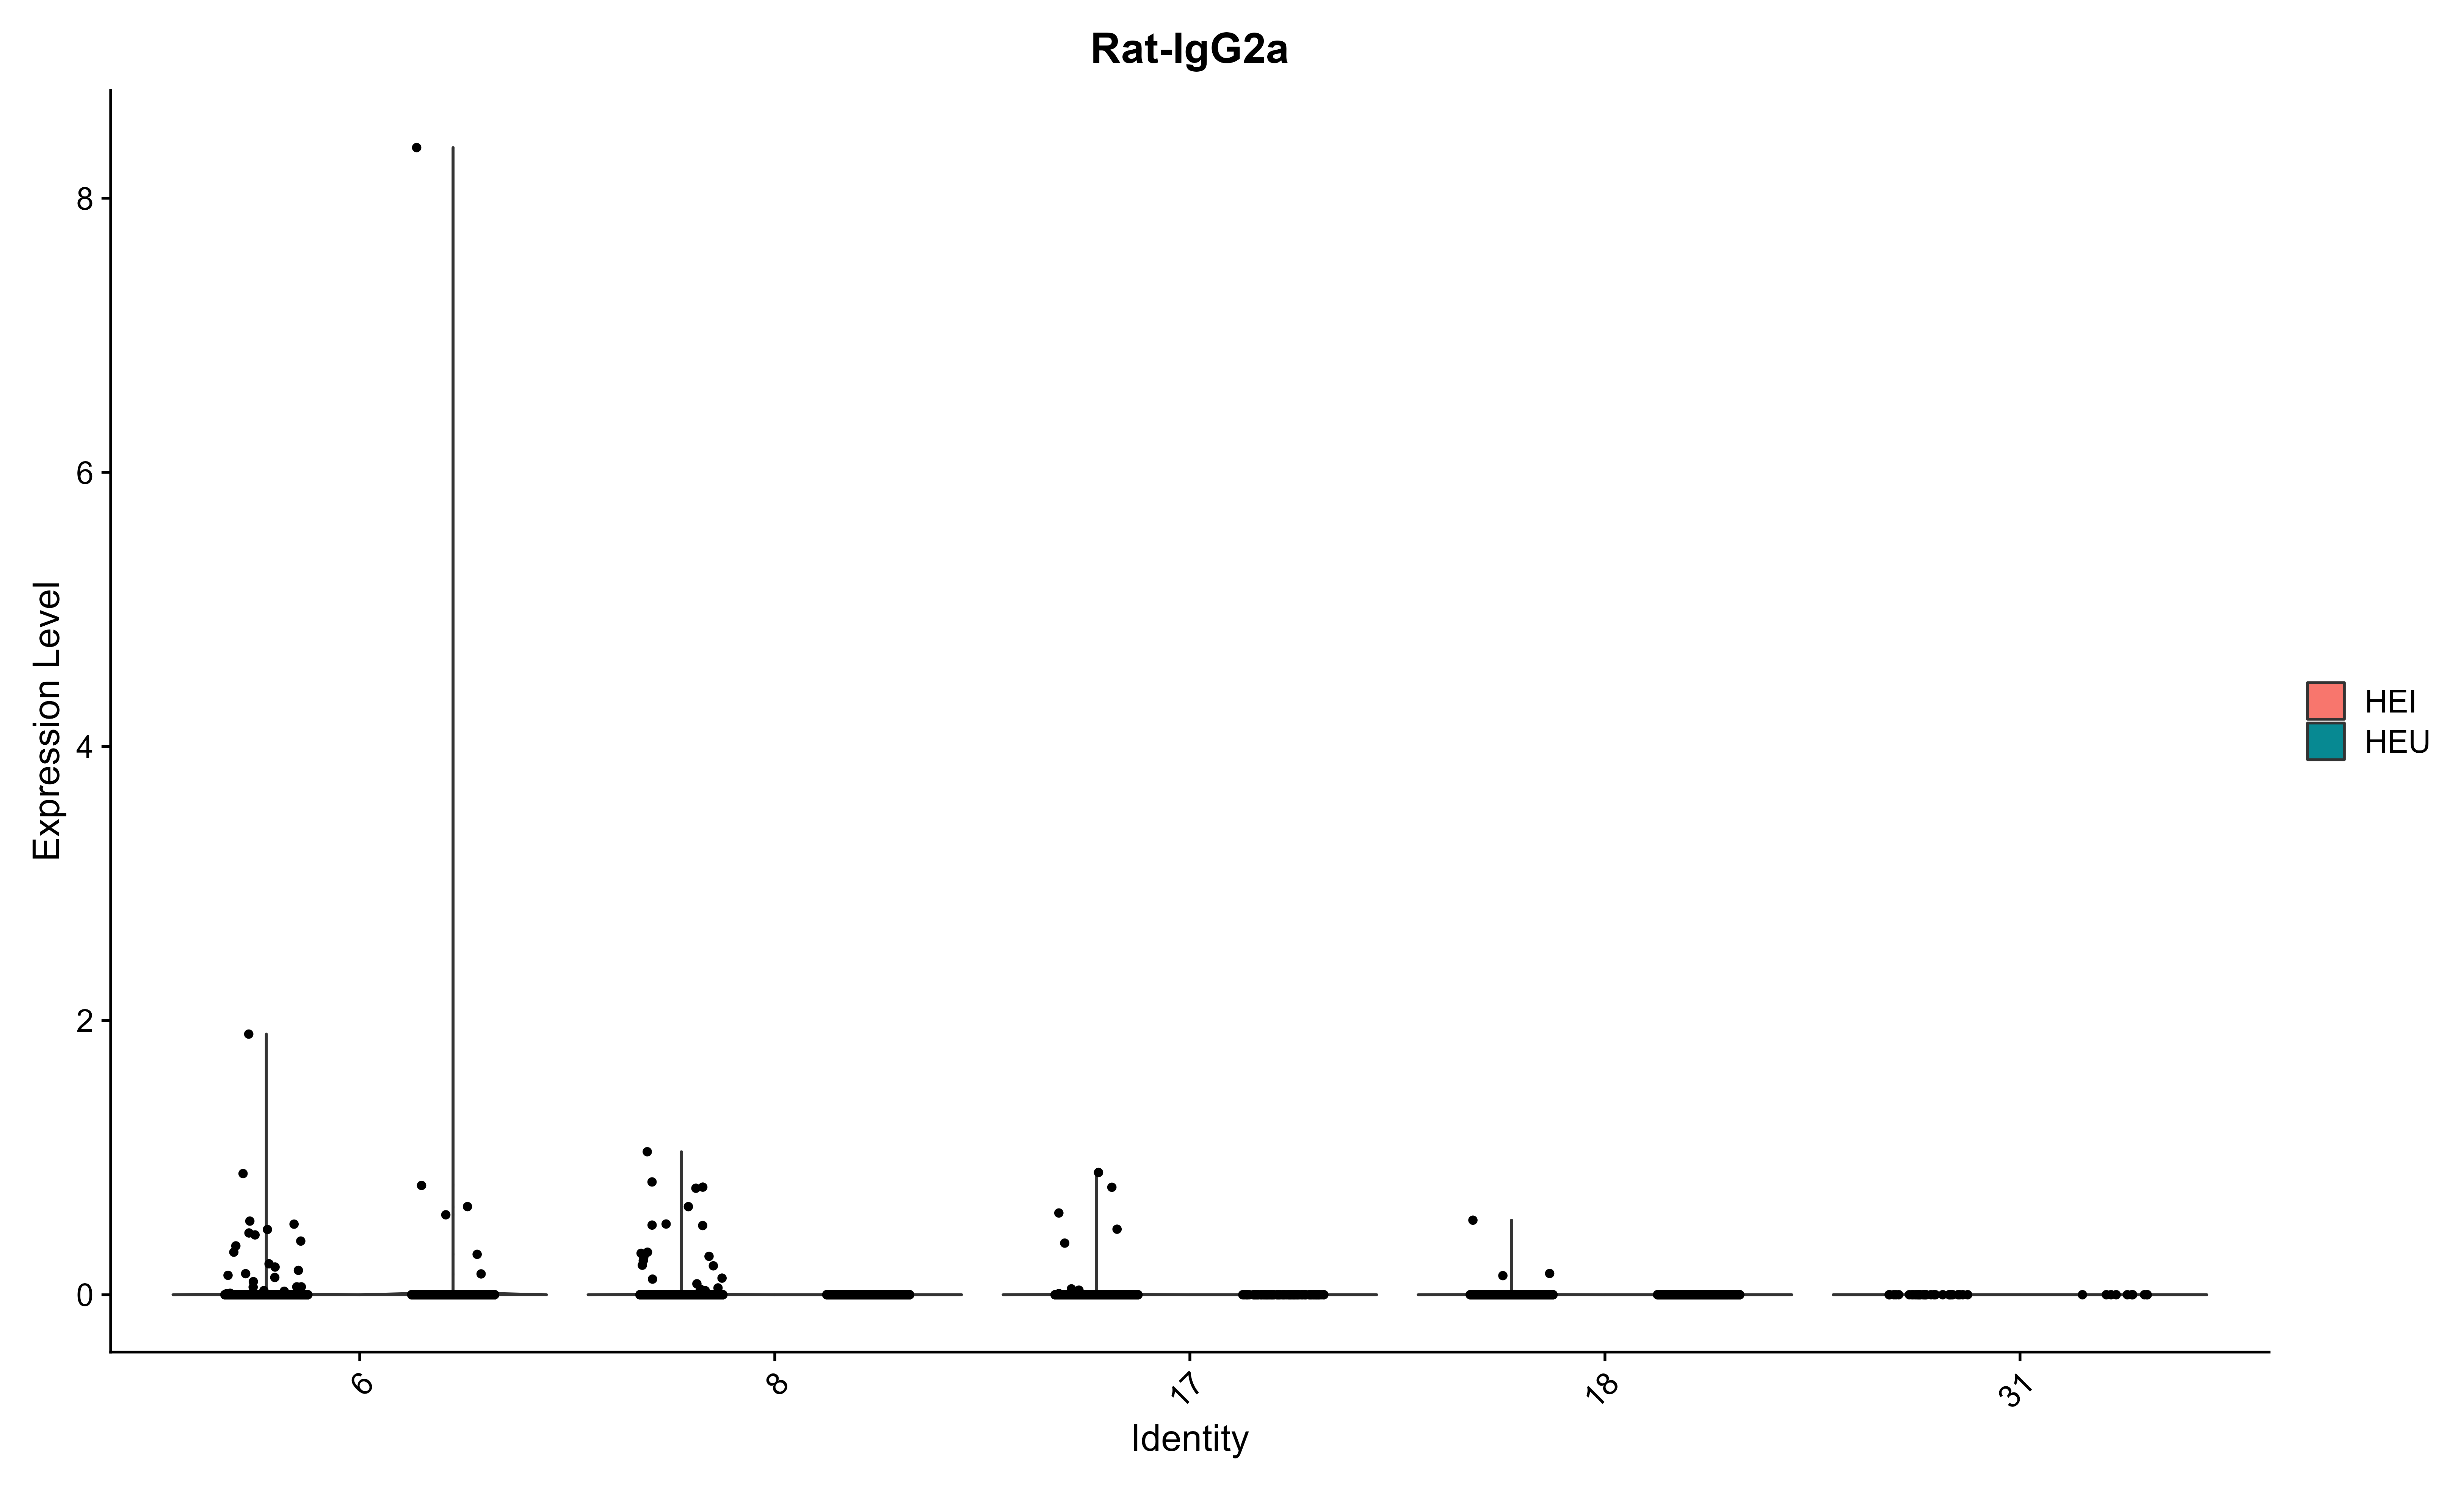 Rat-IgG2a
Expression Level
8
6
4
2
0
6
8
17
18
31
Identity
HEI
HEU